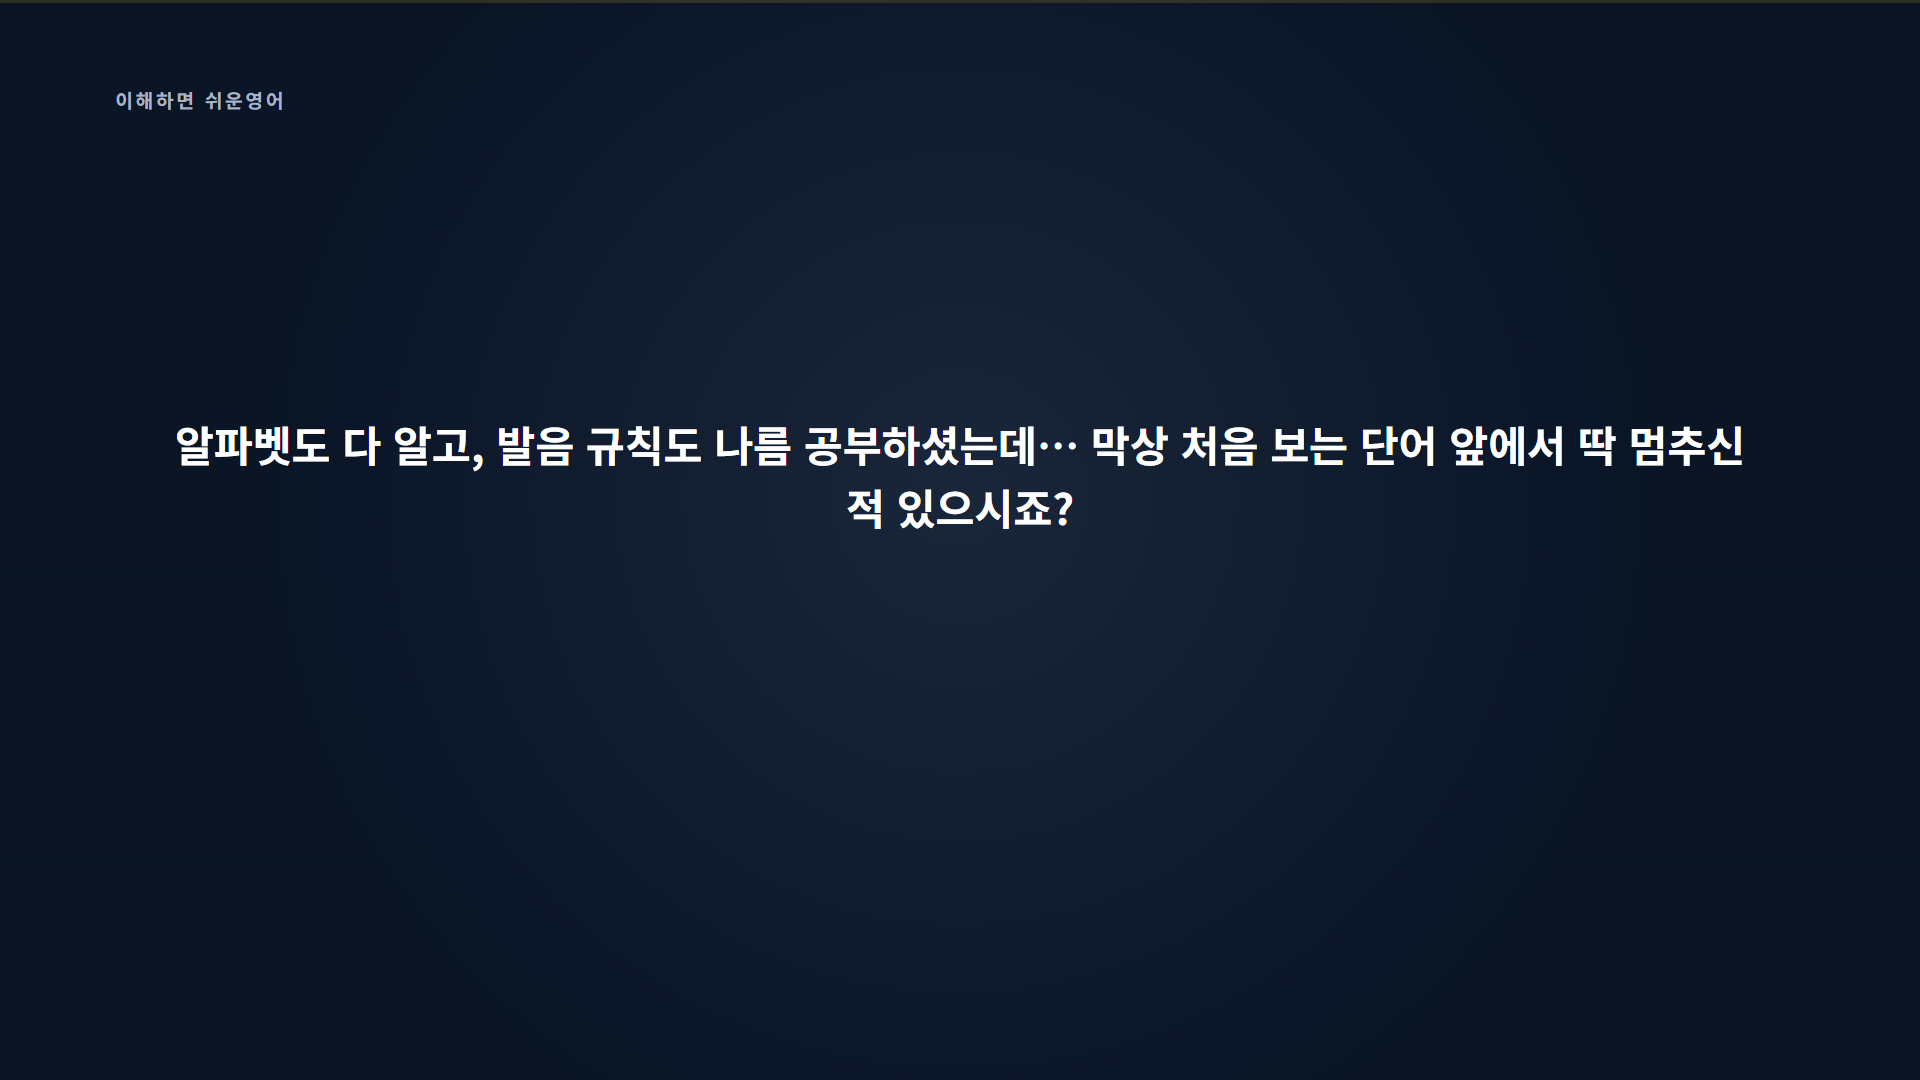 이해하면 쉬운영어
알파벳도 다 알고, 발음 규칙도 나름 공부하셨는데… 막상 처음 보는 단어 앞에서 딱 멈추신
적 있으시죠?